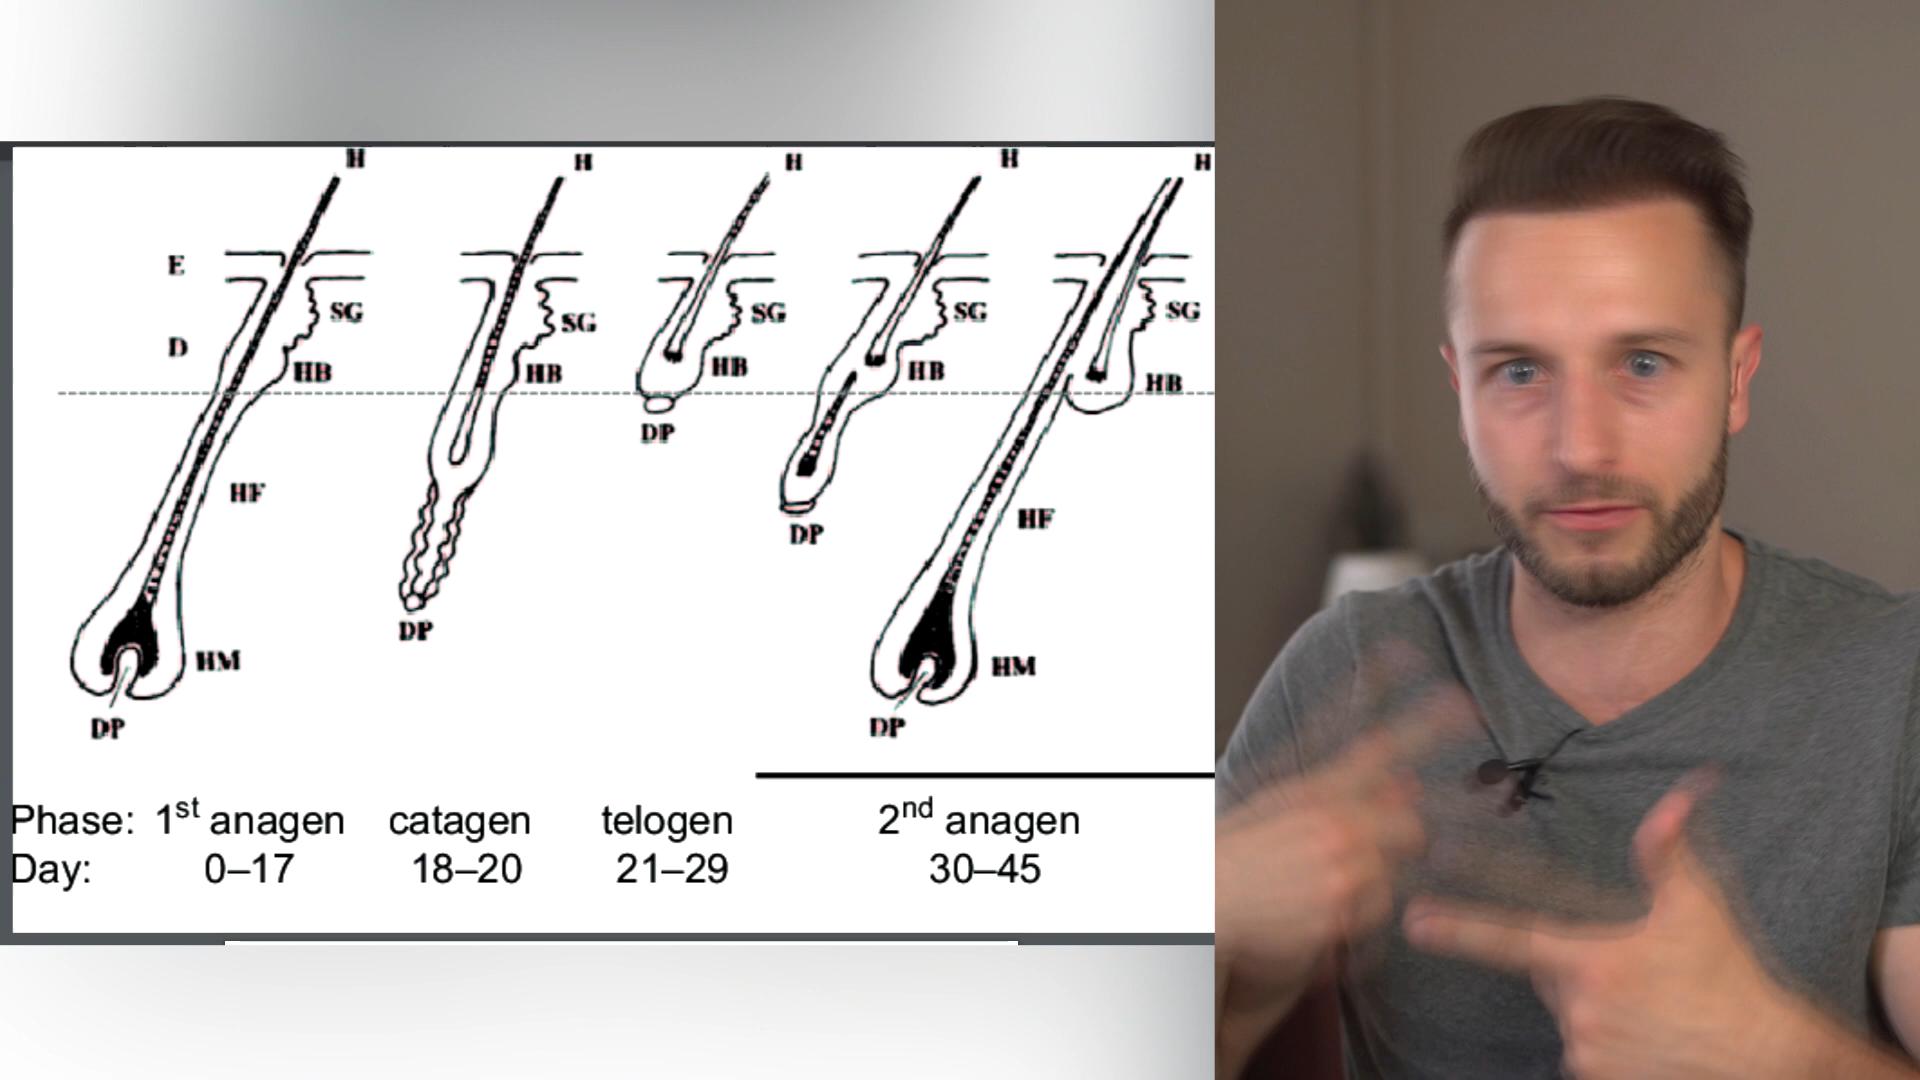 H H H H H
E
SG SG SG SG SG
D
HB HB HB HB HB
DP
HF HF
DP
DP
HM HM
DP DP
Phase: 1st anagen catagen telogen 2nd anagen
Day: 0–17 18–20 21–29 30–45